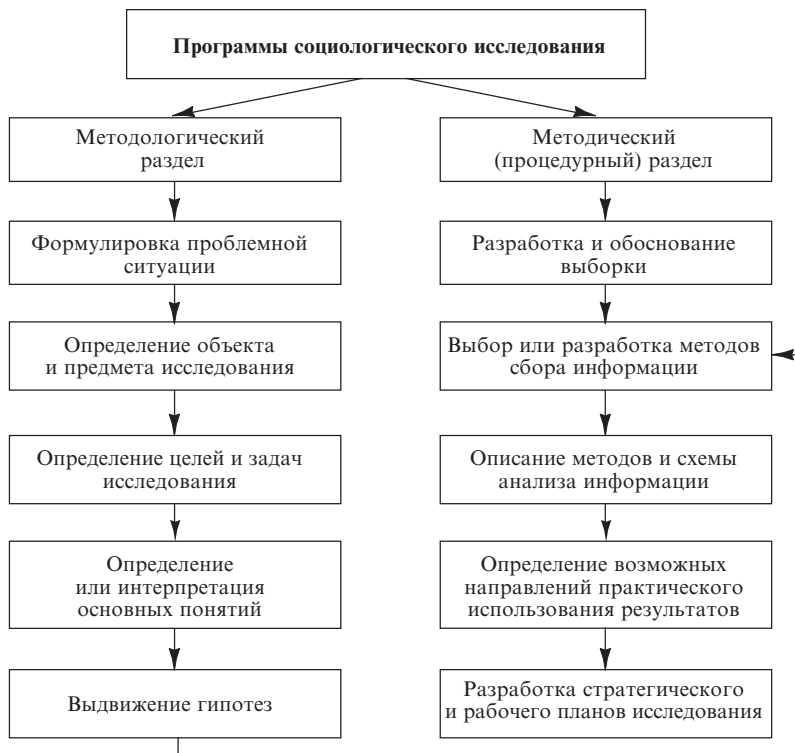 Программы социологического исследования
Методологический
раздел
Формулировка проблемной
ситуации
Определение объекта
и предмета исследования
Определение целей и задач
исследования
Определение
или интерпретация
основных понятий
Выдвижение гипотез
Методический
(процедурный) раздел
Разработка и обоснование
выборки
Выбор или разработка методов
сбора информации
Описание методов и схемы
анализа информации
Определение возможных
направлений практического
использования результатов
Разработка стратегического
и рабочего планов исследования